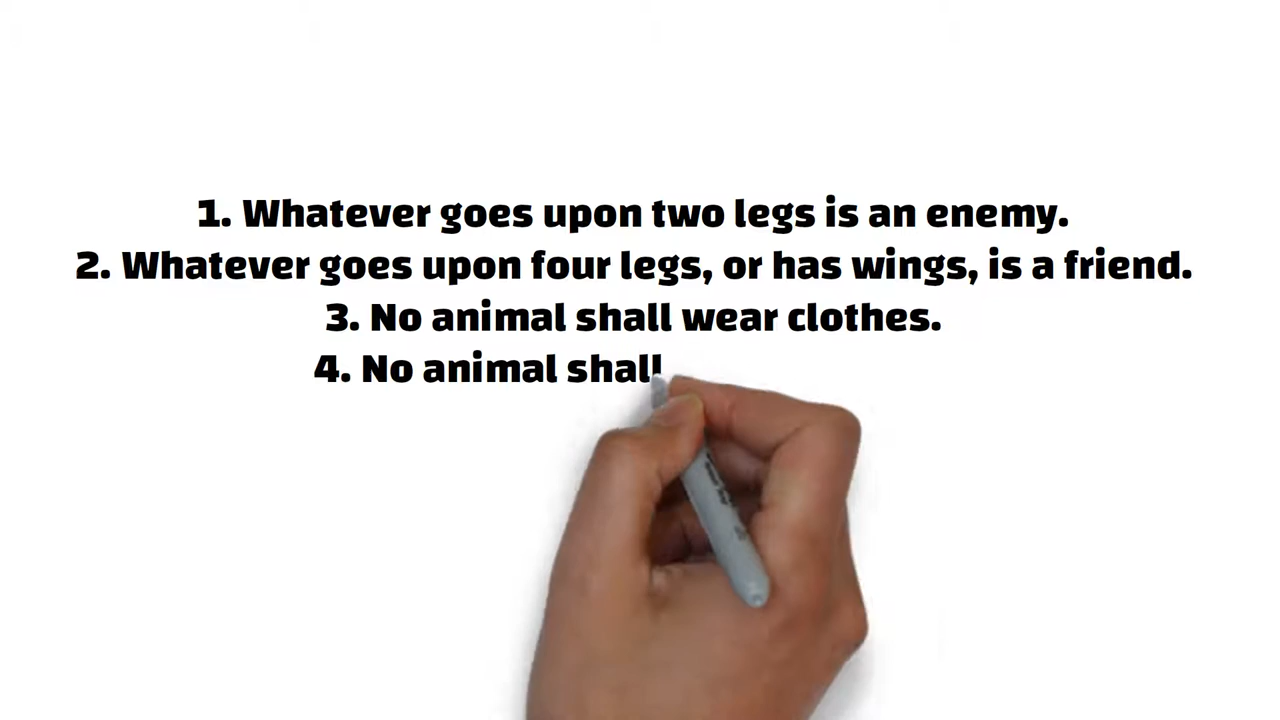 1. Whatever goes upon two legs is an enemy.
2. Whatever goes upon four legs, or has wings, is a friend.
3. No animal shall wear clothes.
4. No animal shall